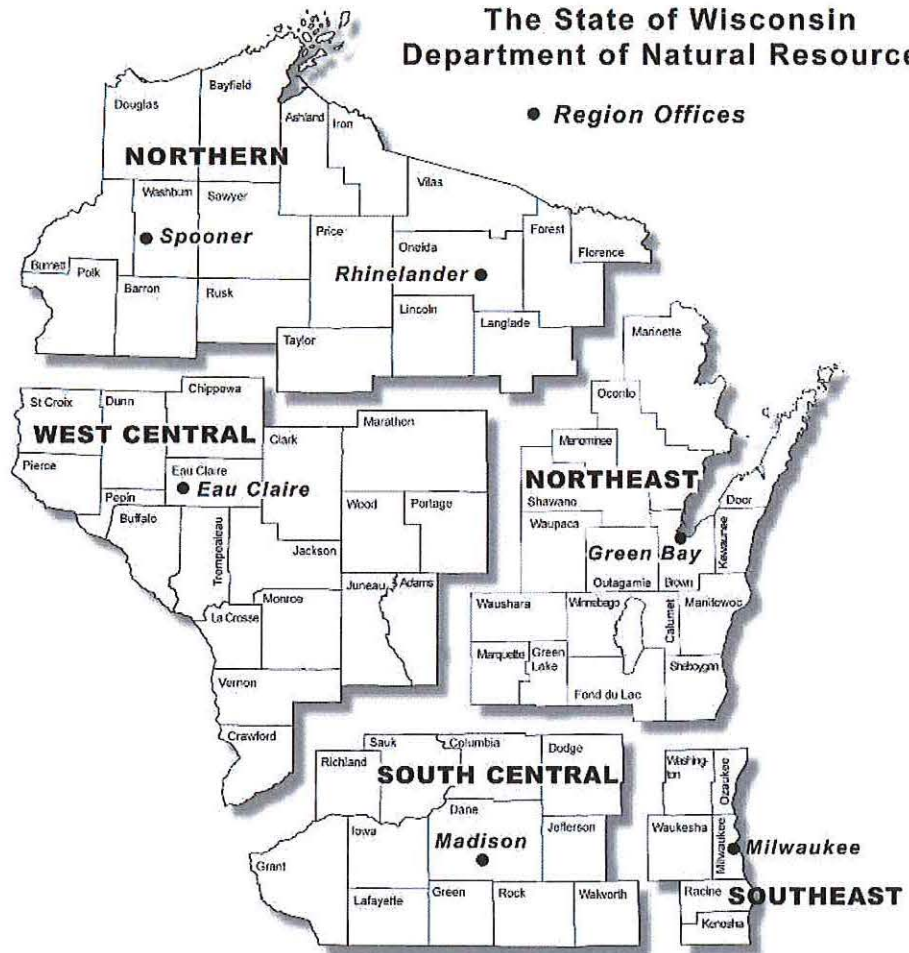 The State of Wisconsin
Department of Natural Resource
● Region Offices
Bayfield
Douglas
Ashland
Iron
NORTHERN
Vilas
Washburn
Sawyer
Price
Forest
Spooner
Oneida
Florence
Rhinelander
Burnett
Polk
Barron
Rusk
Lincoln
Langlade
Taylor
Marinette
Chippewa
Oconto
St Croix
Dunn
Marathon
Clark
WEST CENTRAL
Menominee
Pierce
Eau Claire
NORTHEAST
Eau Claire
Door
Pepin
Wood
Portage
Shawano
Buffalo
Waupaca
Kewaunee
Trempealeau
Jackson
Green Bay
Juneau
Adams
Outagamie
Brown
Monroe
Waushara
Winnebago
Calumet
Manitowoc
La Crosse
Marquette
Green
Lake
Sheboygan
Vernon
Fond du Lac
Crawford
Sauk
Columbia
Dodge
Richland
Washing-
ton
Ozaukee
SOUTH CENTRAL
Dane
Iowa
Jefferson
Waukesha
Milwaukee
Madison
Milwaukee
Grant
Lafayette
Green
Rock
Walworth
Racine
SOUTHEAST
Kenosha